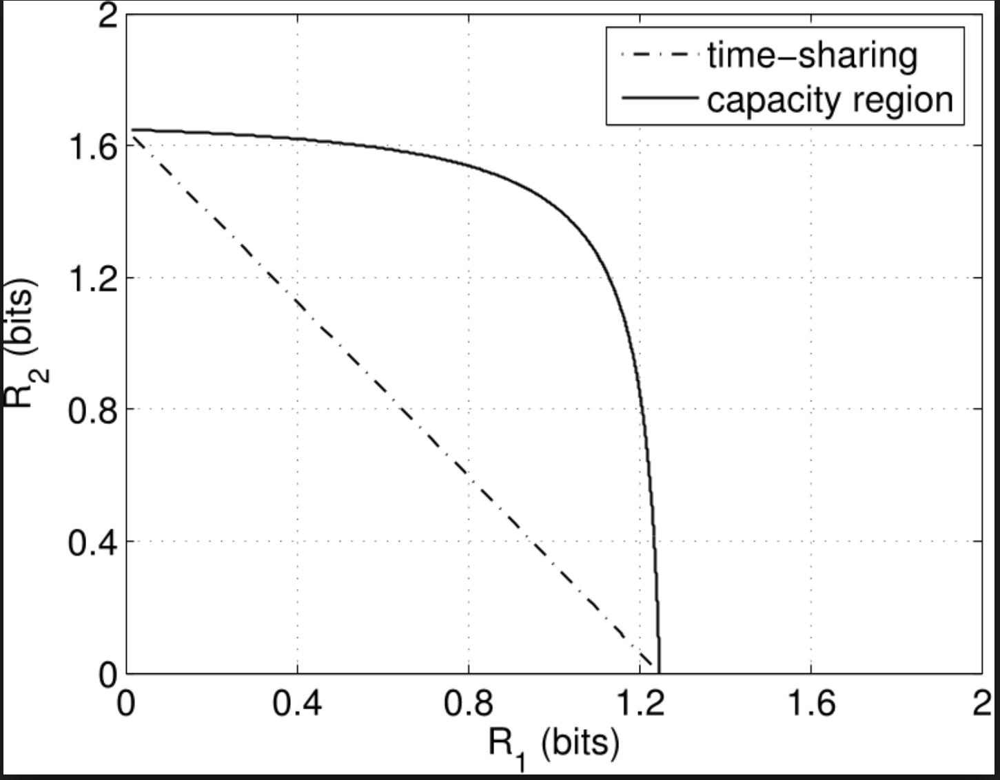 2
time–sharing
capacity region
1.6
1.2
R2 (bits)
0.8
0.4
0
0 0.4 0.8 1.2 1.6 2
R1 (bits)